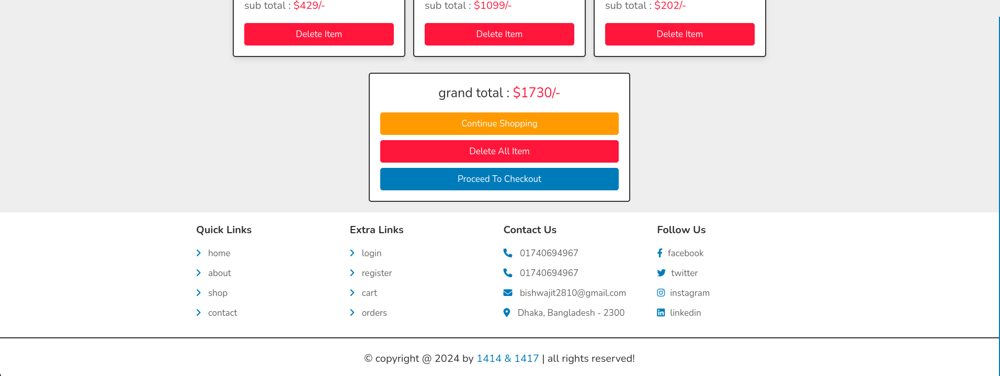 sub total : $429/-
sub total : $1099/-
sub total : $202/-
Delete Item
Delete Item
Delete Item
grand total : $1730/-
Continue Shopping
Delete All Item
Proceed To Checkout
Quick Links
home
about
shop
contact
Extra Links
login
register
cart
orders
Contact Us
01740694967
01740694967
bishwajit2810@gmail.com
Dhaka, Bangladesh - 2300
Follow Us
facebook
twitter
instagram
linkedin
© copyright @ 2024 by 1414 & 1417 | all rights reserved!